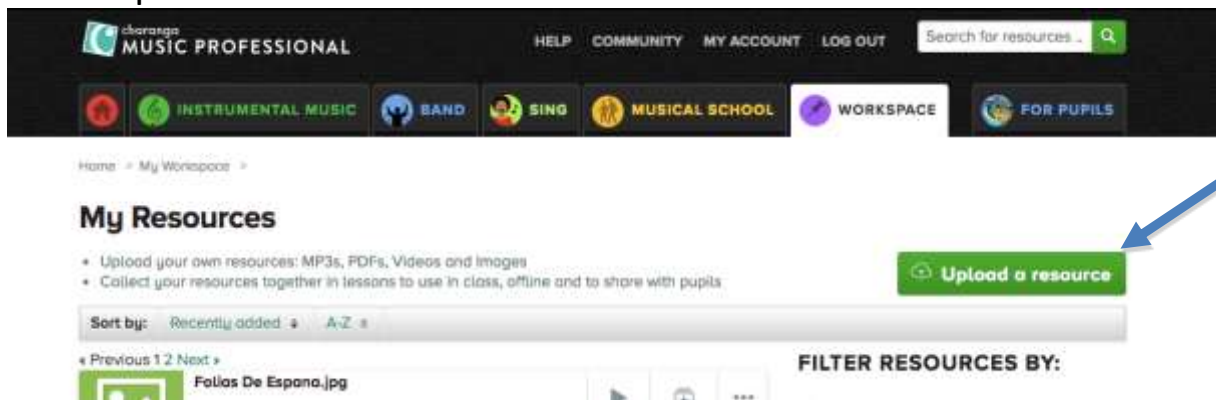 charanga
MUSIC PROFESSIONAL
HELP COMMUNITY MY ACCOUNT LOG OUT Search for resources ..
INSTRUMENTAL MUSIC BAND SING MUSICAL SCHOOL WORKSPACE FOR PUPILS
Home > My Workspace >
My Resources
• Upload your own resources: MP3s, PDFs, Videos and Images
• Collect your resources together in lessons to use in class, offline and to share with pupils
Upload a resource
Sort by: Recently added A-Z
« Previous 1 2 Next »
FILTER RESOURCES BY:
Folias De Espana.jpg